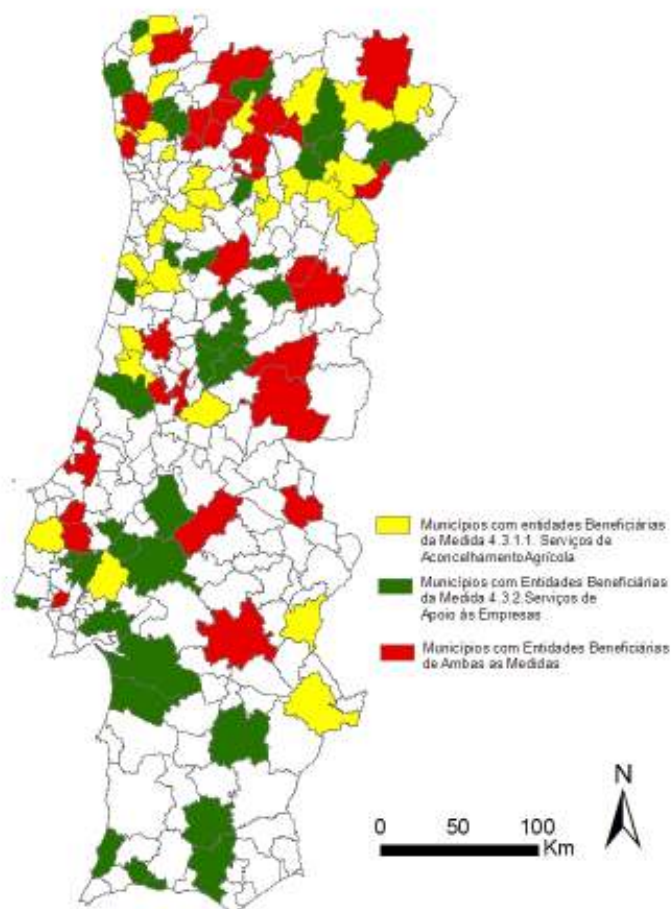 Municípios com entidades Beneficiárias
da Medida 4.3.1.1. Serviços de
AconcelhamentoAgrícola
Municípios com Entidades Beneficiárias
da Medida 4.3.2.Serviços de
Apoio às Empresas
Municípios com Entidades Beneficiárias
de Ambas as Medidas
N
0 50 100
Km